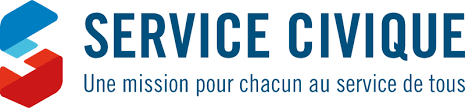 SERVICE CIVIQUE
Une mission pour chacun au service de tous